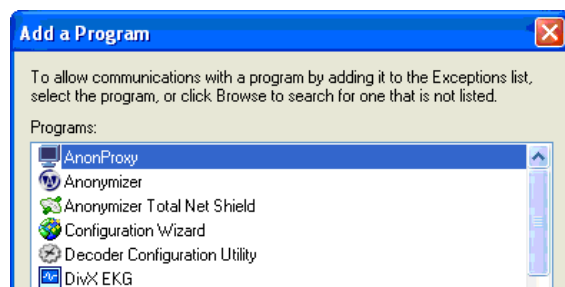 Add a Program
To allow communications with a program by adding it to the Exceptions list,
select the program, or click Browse to search for one that is not listed.
Programs:
AnonProxy
Anonymizer
Anonymizer Total Net Shield
Configuration Wizard
Decoder Configuration Utility
DivX EKG